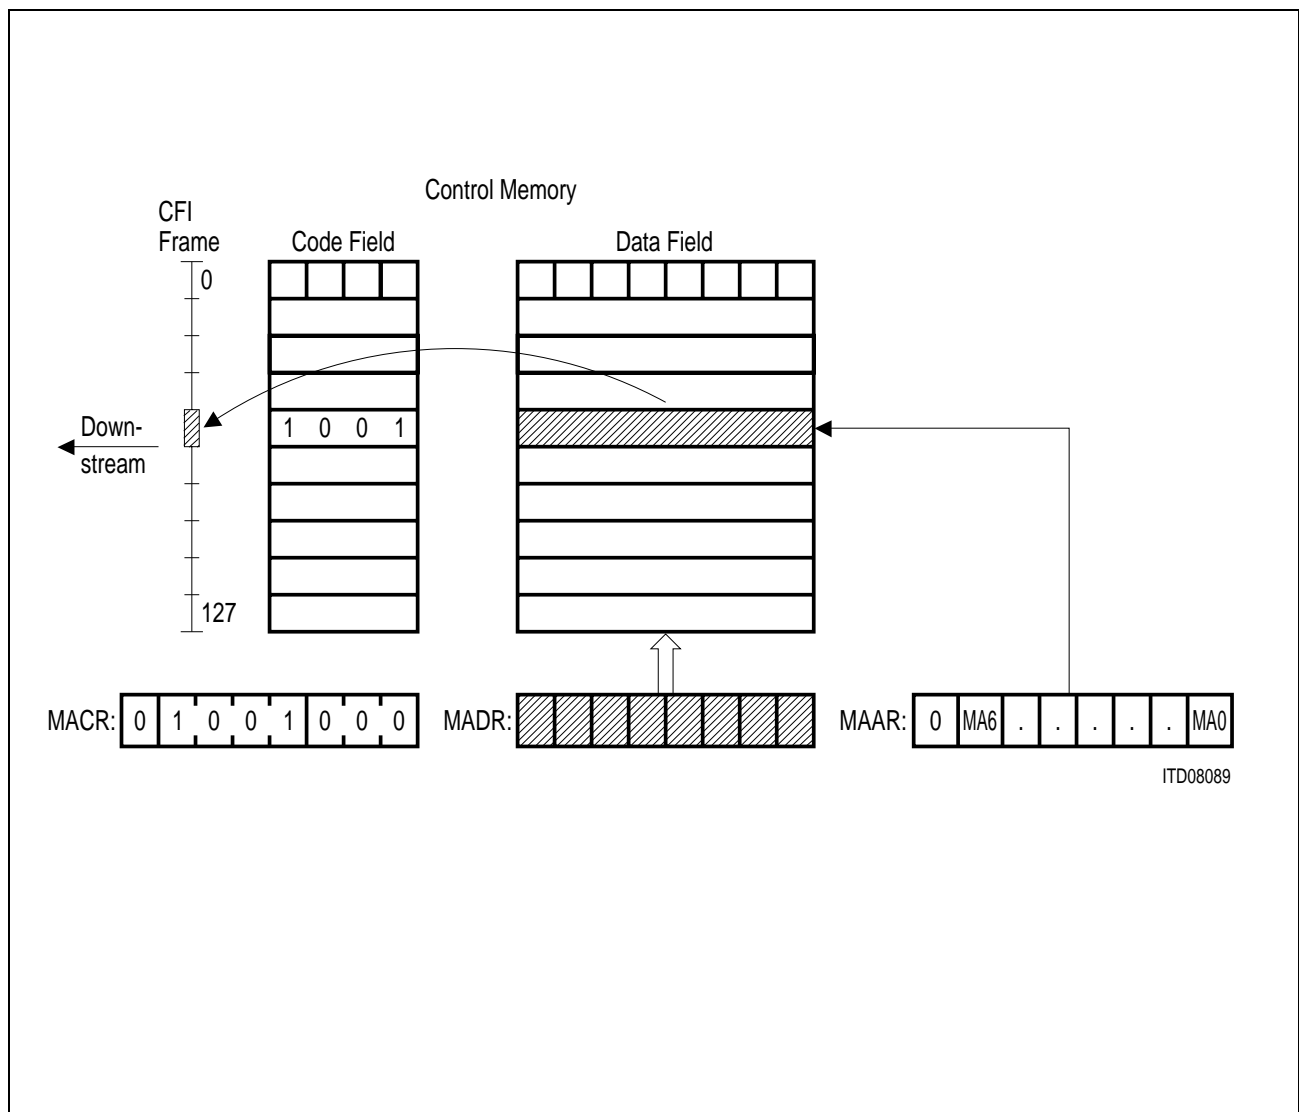 Control Memory
CFI
Frame
Code Field
Data Field
0
1 0 0 1
Down-
stream
127
MACR: 0 1 0 0 1 0 0 0
MADR:
MAAR: 0 MA6 . . . . . MA0
ITD08089